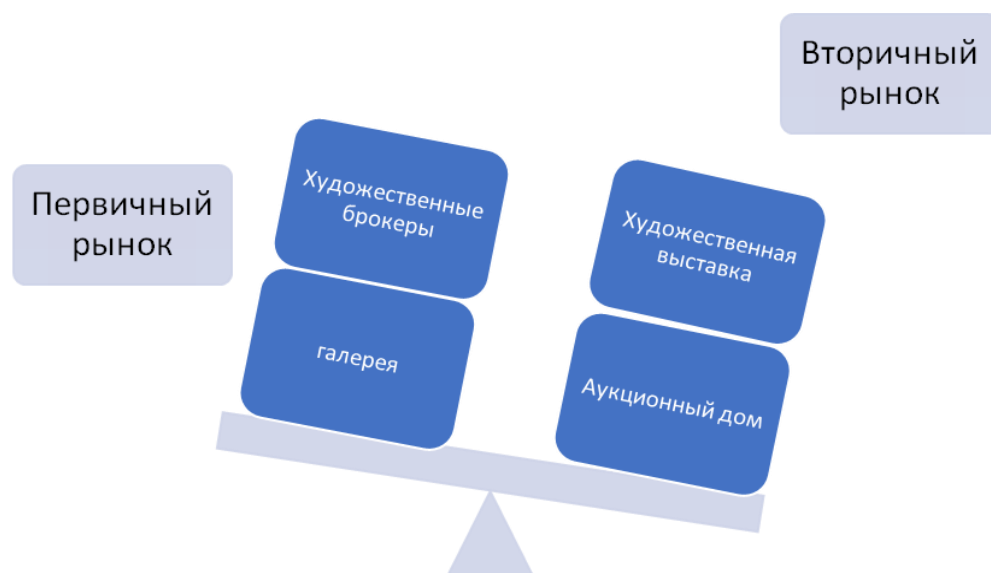 Первичный
рынок
Художественные
брокеры
галерея
Вторичный
рынок
Художественная
выставка
Аукционный дом